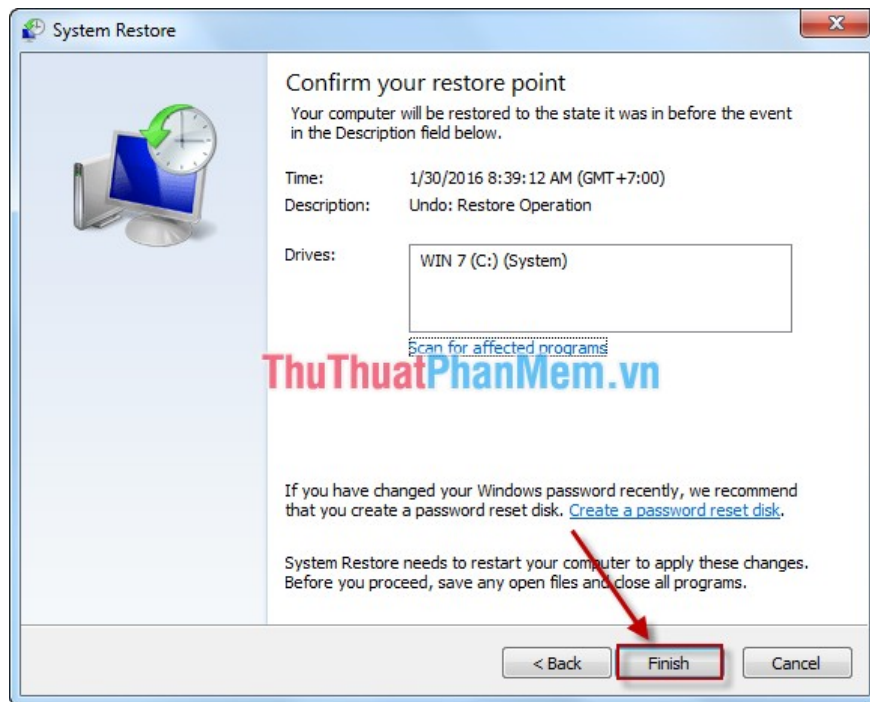 System Restore
Confirm your restore point
Your computer will be restored to the state it was in before the event
in the Description field below.
Time: 1/30/2016 8:39:12 AM (GMT+7:00)
Description: Undo: Restore Operation
Drives: WIN 7 (C:) (System)
Scan for affected programs
ThuThuatPhanMem.vn
If you have changed your Windows password recently, we recommend
that you create a password reset disk. Create a password reset disk.
System Restore needs to restart your computer to apply these changes.
Before you proceed, save any open files and close all programs.
< Back Finish Cancel